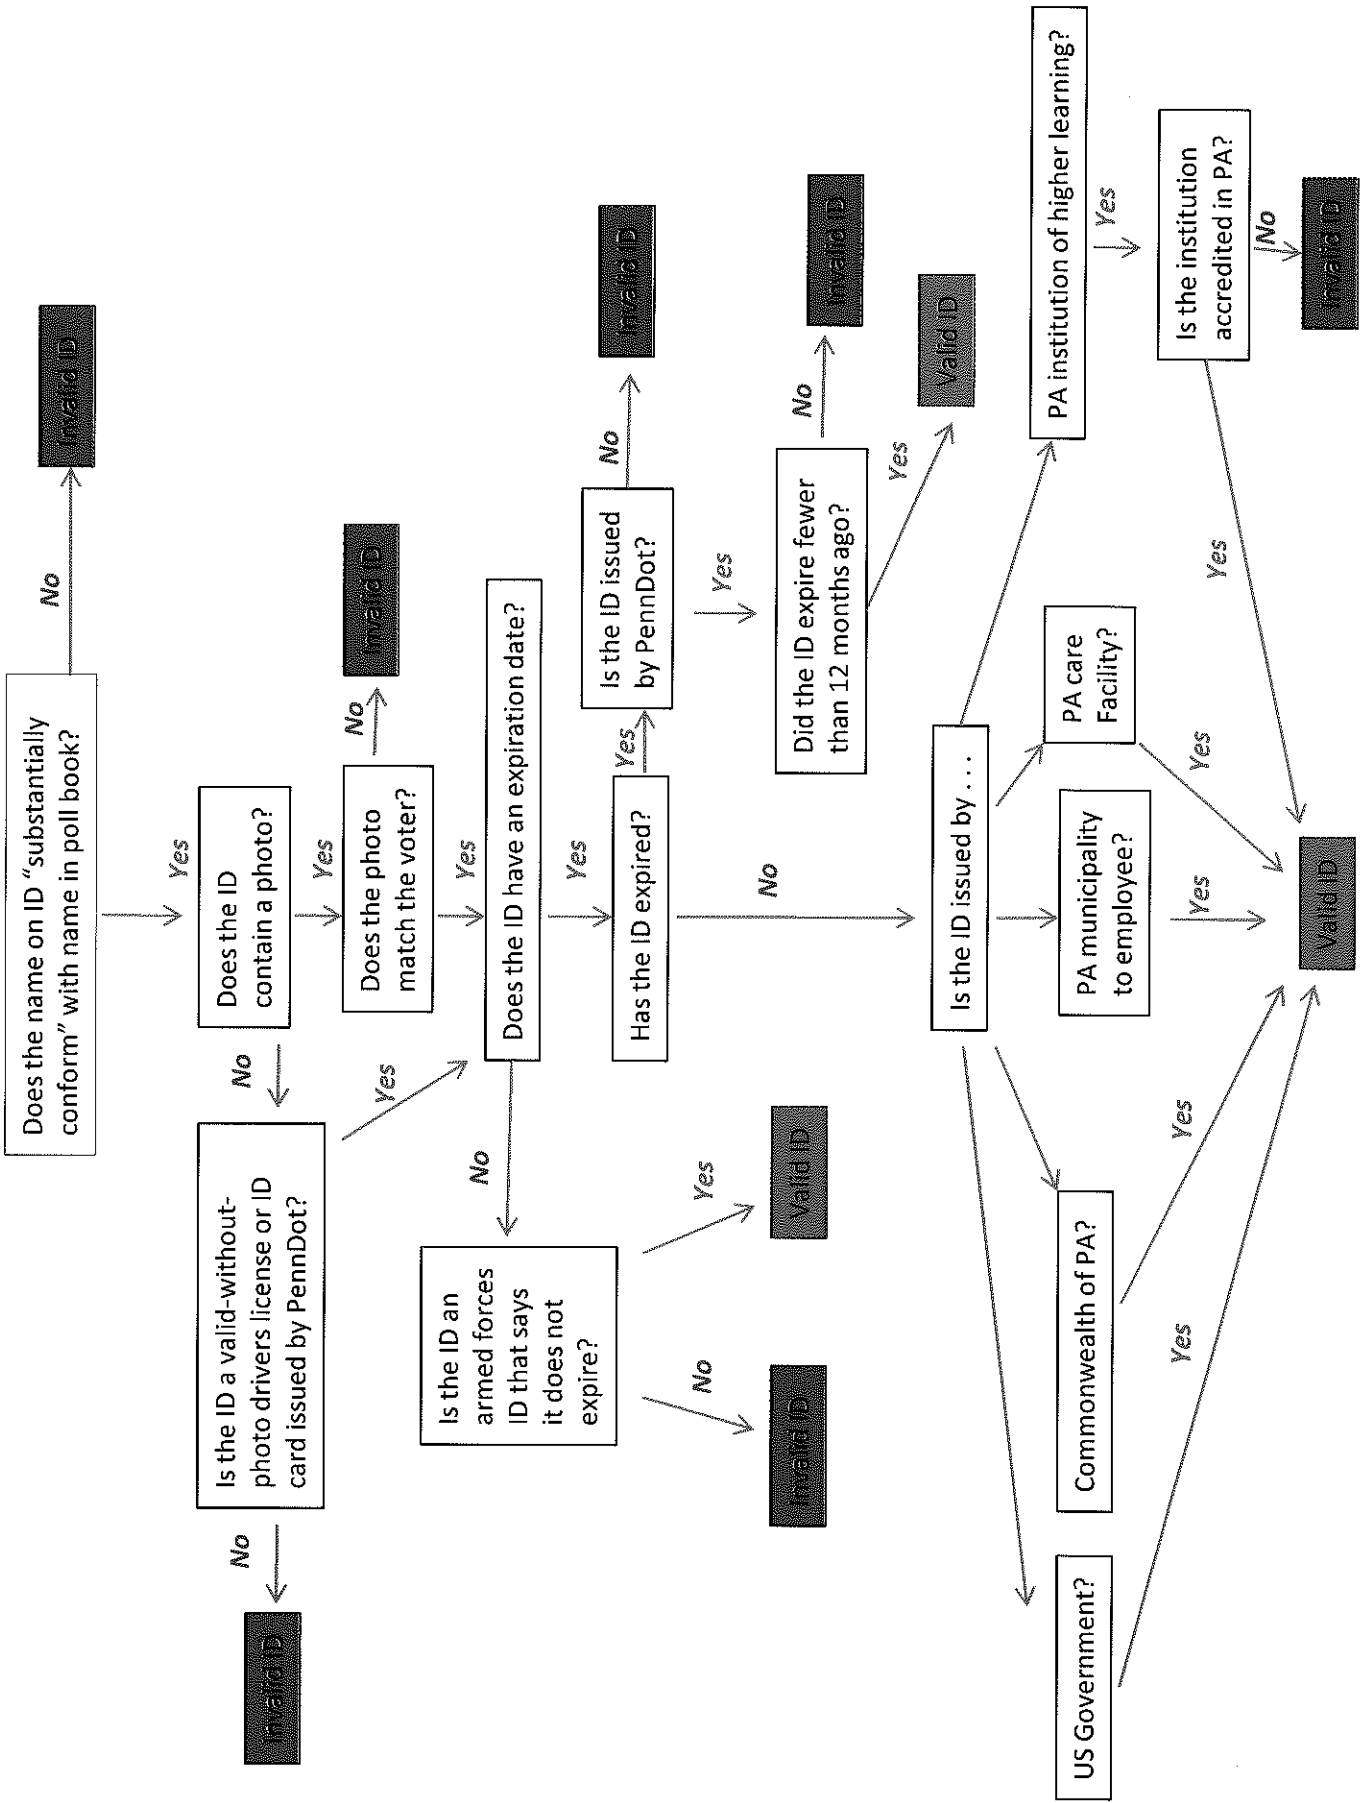 Does the name on ID “substantially
conform” with name in poll book?
No
Invalid ID
Yes
Does the ID
contain a photo?
No
Is the ID a valid-without-
photo drivers license or ID
card issued by PennDot?
No
Invalid ID
Yes
Yes
Does the photo
match the voter?
No
Invalid ID
Yes
Does the ID have an expiration date?
No
Is the ID an
armed forces
ID that says
it does not
expire?
No
Invalid ID
Yes
Valid ID
Yes
Has the ID expired?
Yes
Is the ID issued
by PennDot?
No
Invalid ID
Yes
Did the ID expire fewer
than 12 months ago?
No
Invalid ID
Yes
Valid ID
No
Is the ID issued by . . .
US Government?
Yes
Commonwealth of PA?
Yes
PA municipality
to employee?
Yes
PA care
Facility?
Yes
PA institution of higher learning?
Yes
Is the institution
accredited in PA?
No
Invalid ID
Yes
Valid ID